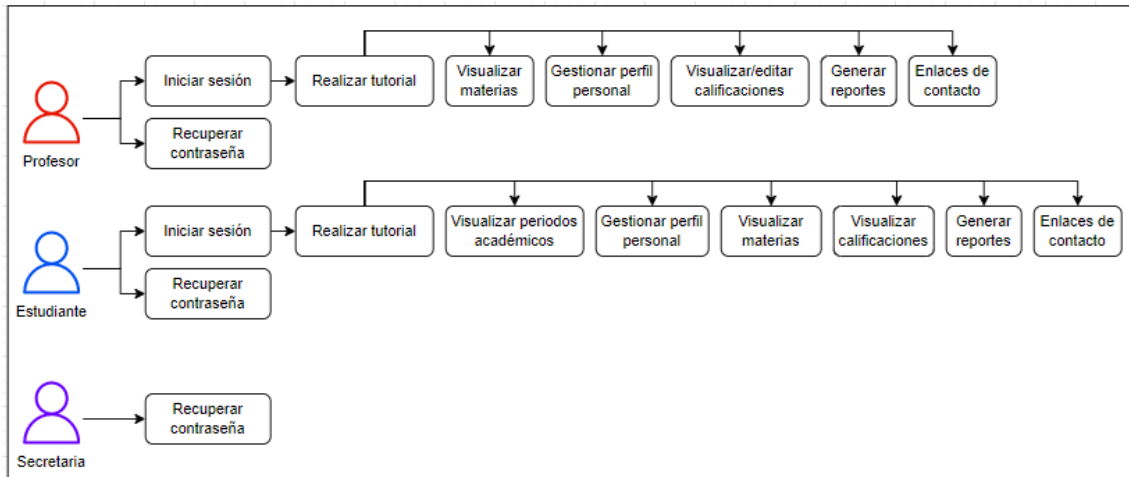 Iniciar sesión
Realizar tutorial
Visualizar
materias
Gestionar perfil
personal
Visualizar/editar
calificaciones
Generar
reportes
Enlaces de
contacto
Recuperar
contraseña
Profesor
Iniciar sesión
Realizar tutorial
Visualizar periodos
académicos
Gestionar perfil
personal
Visualizar
materias
Visualizar
calificaciones
Generar
reportes
Enlaces de
contacto
Recuperar
contraseña
Estudiante
Recuperar
contraseña
Secretaria